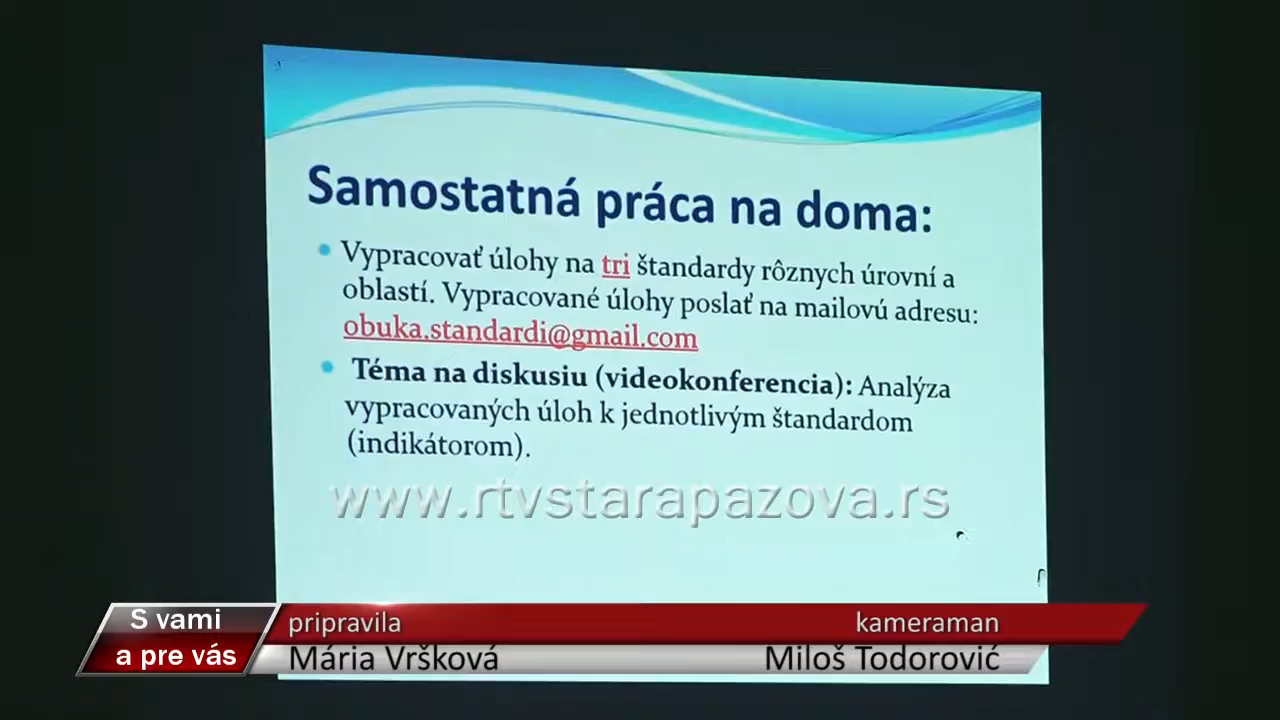 Samostatná práca na doma:
• Vypracovať úlohy na tri štandardy rôznych úrovní a
oblastí. Vypracované úlohy poslať na mailovú adresu:
obuka.standardi@gmail.com
• Téma na diskusiu (videokonferencia): Analýza
vypracovaných úloh k jednotlivým štandardom
(indikátorom).
www.rtvstarapazova.rs
S vami
a pre vás
pripravila
Mária Vršková
kameraman
Miloš Todorović